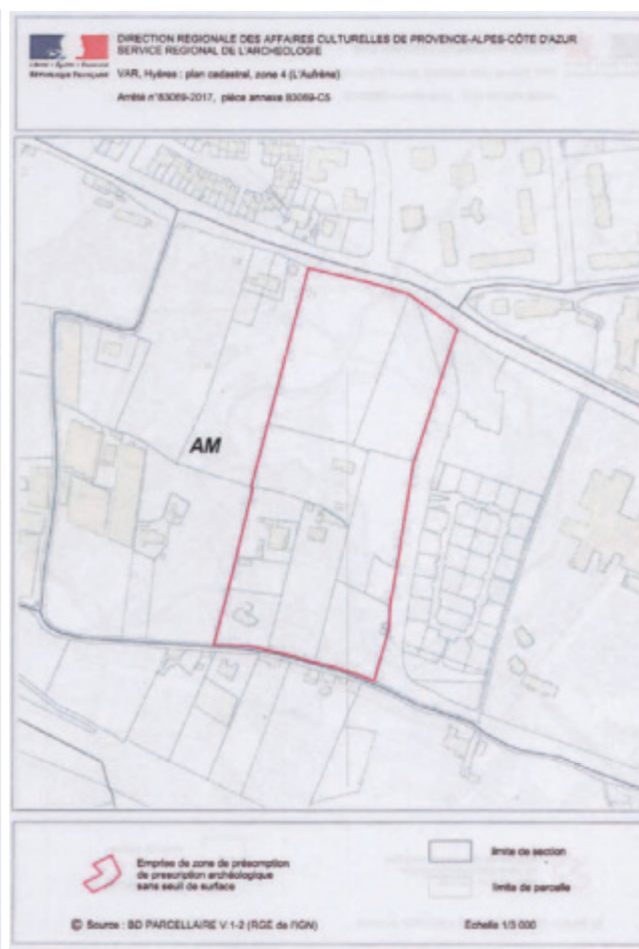 DIRECTION REGIONALE DES AFFAIRES CULTURELLES DE PROVENCE-ALPES-CÔTE D'AZUR
SERVICE REGIONAL DE L'ARCHEOLOGIE
RÉPUBLIQUE FRANÇAISE
VAR, Hyères : plan cadastral, zone 4 (L'Aufrène)
Arrêté n°83069-2017, pièce annexe 83069-C5
AM
Emprise de zone de présomption
de prescription archéologique
sans seuil de surface
limite de section
limite de parcelle
© Source : BD PARCELLAIRE V.1-2 (RGE de l'IGN)
Echelle 1/3 000